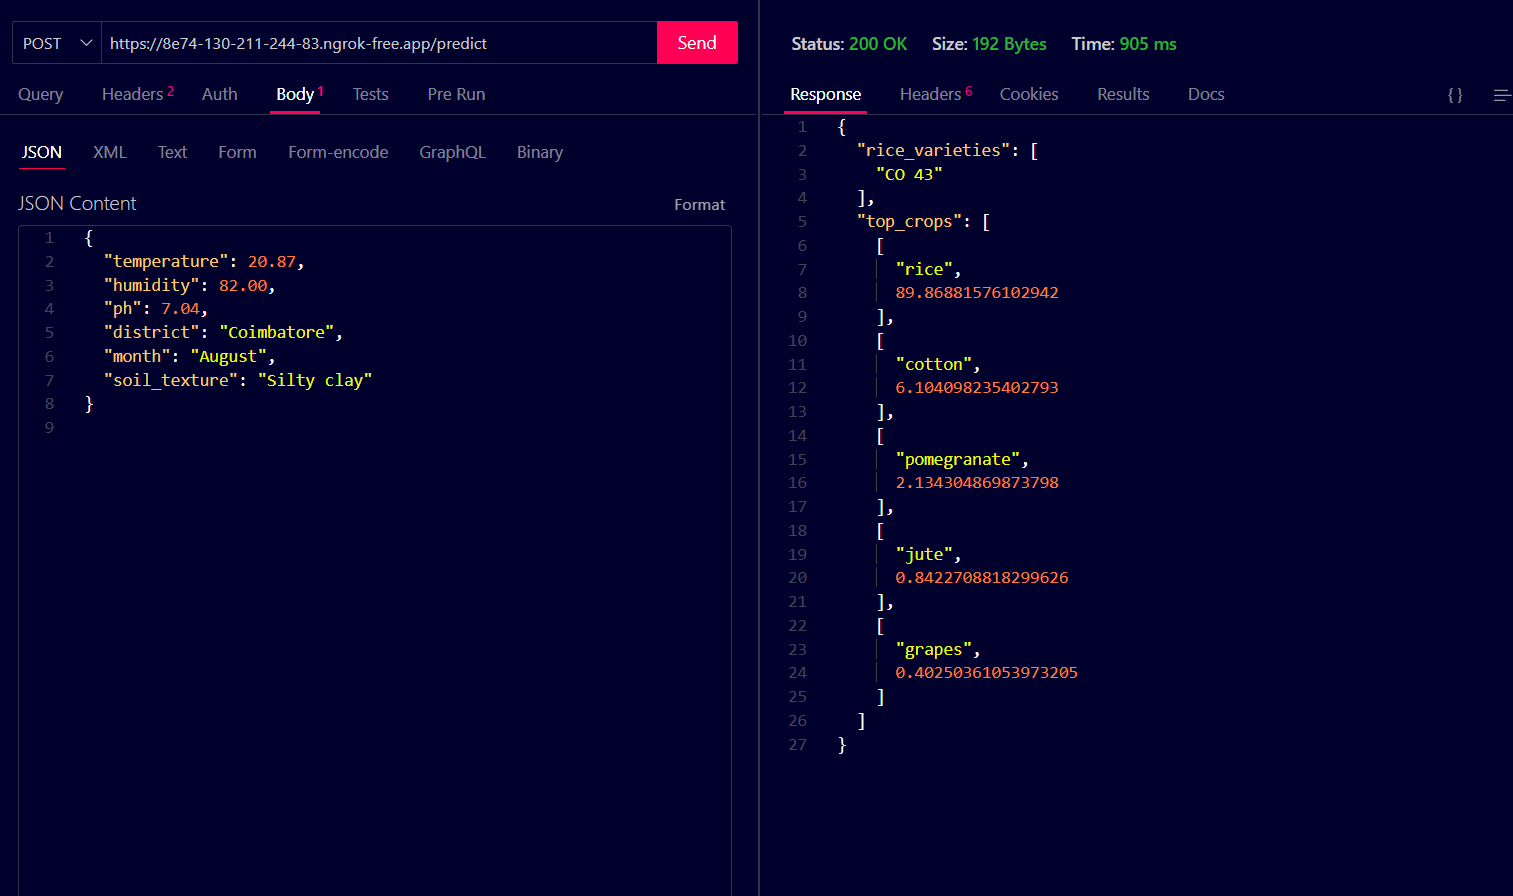 POST https://8e74-130-211-244-83.ngrok-free.app/predict Send
Query Headers 2 Auth Body 1 Tests Pre Run
JSON XML Text Form Form-encode GraphQL Binary
JSON Content Format
1 {
2 "temperature": 20.87,
3 "humidity": 82.00,
4 "ph": 7.04,
5 "district": "Coimbatore",
6 "month": "August",
7 "soil_texture": "Silty clay"
8 }
9
Status: 200 OK Size: 192 Bytes Time: 905 ms
Response Headers 6 Cookies Results Docs { }
1 {
2 "rice_varieties": [
3 "CO 43"
4 ],
5 "top_crops": [
6 [
7 "rice",
8 89.86881576102942
9 ],
10 [
11 "cotton",
12 6.104098235402793
13 ],
14 [
15 "pomegranate",
16 2.134304869873798
17 ],
18 [
19 "jute",
20 0.8422708818299626
21 ],
22 [
23 "grapes",
24 0.40250361053973205
25 ]
26 ]
27 }